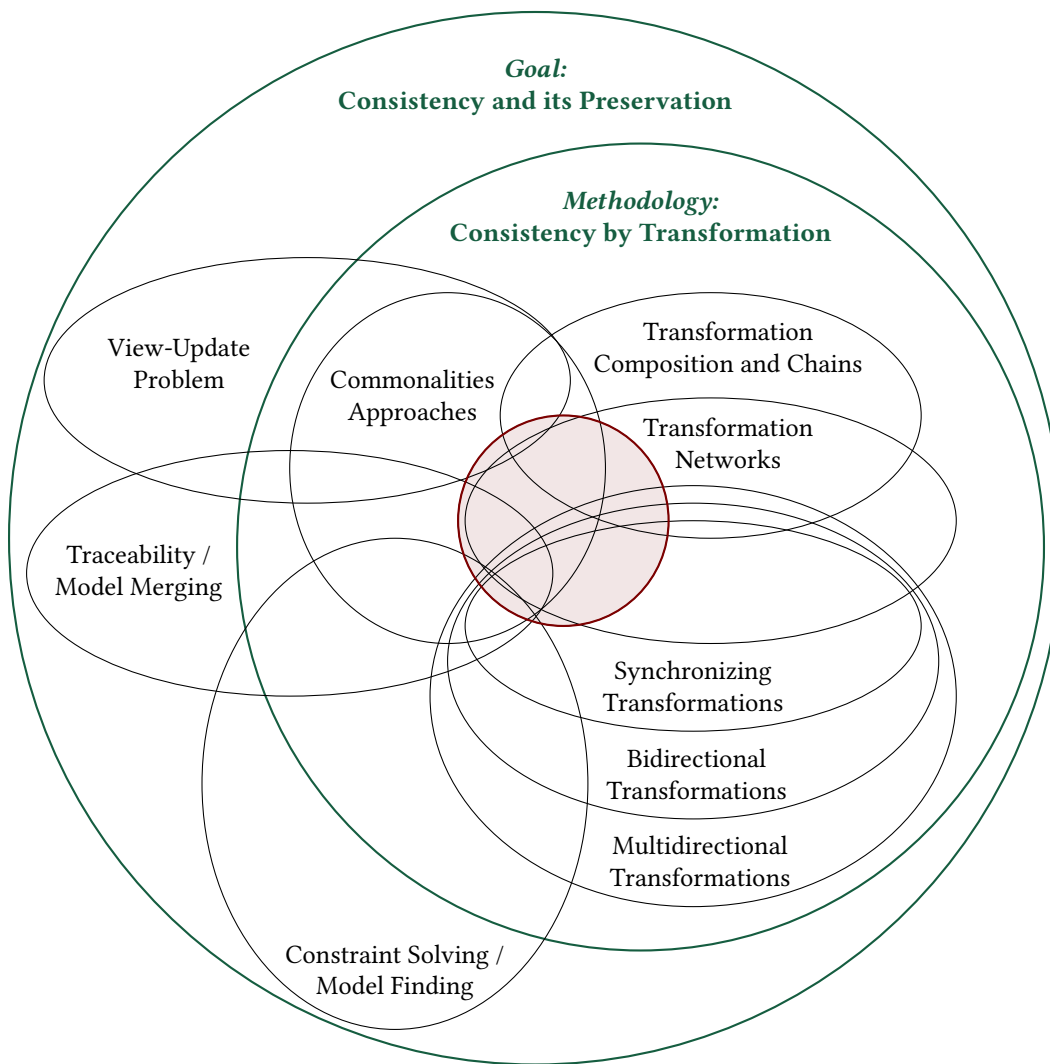 Goal:
Consistency and its Preservation
Methodology:
Consistency by Transformation
View-Update
Problem
Commonalities
Approaches
Transformation
Composition and Chains
Transformation
Networks
Traceability /
Model Merging
Synchronizing
Transformations
Bidirectional
Transformations
Multidirectional
Transformations
Constraint Solving /
Model Finding